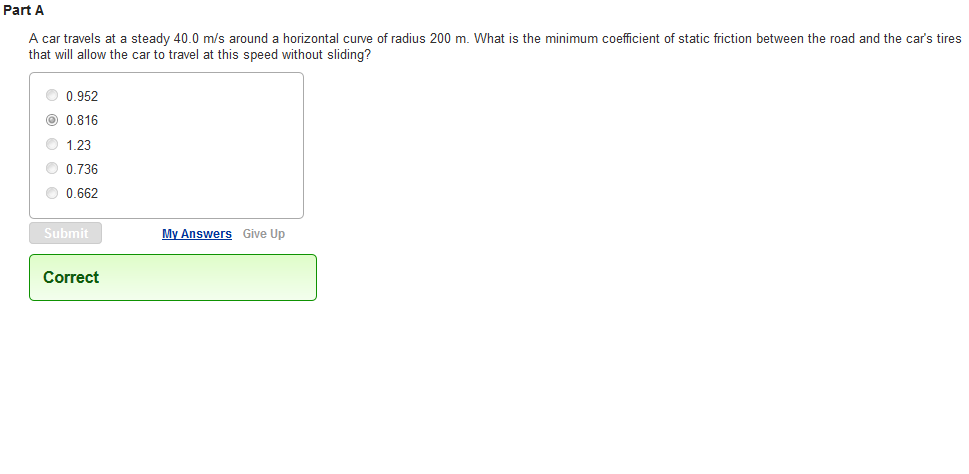 Part A
A car travels at a steady 40.0 m/s around a horizontal curve of radius 200 m. What is the minimum coefficient of static friction between the road and the car's tires
that will allow the car to travel at this speed without sliding?
0.952
0.816
1.23
0.736
0.662
Submit My Answers Give Up
Correct